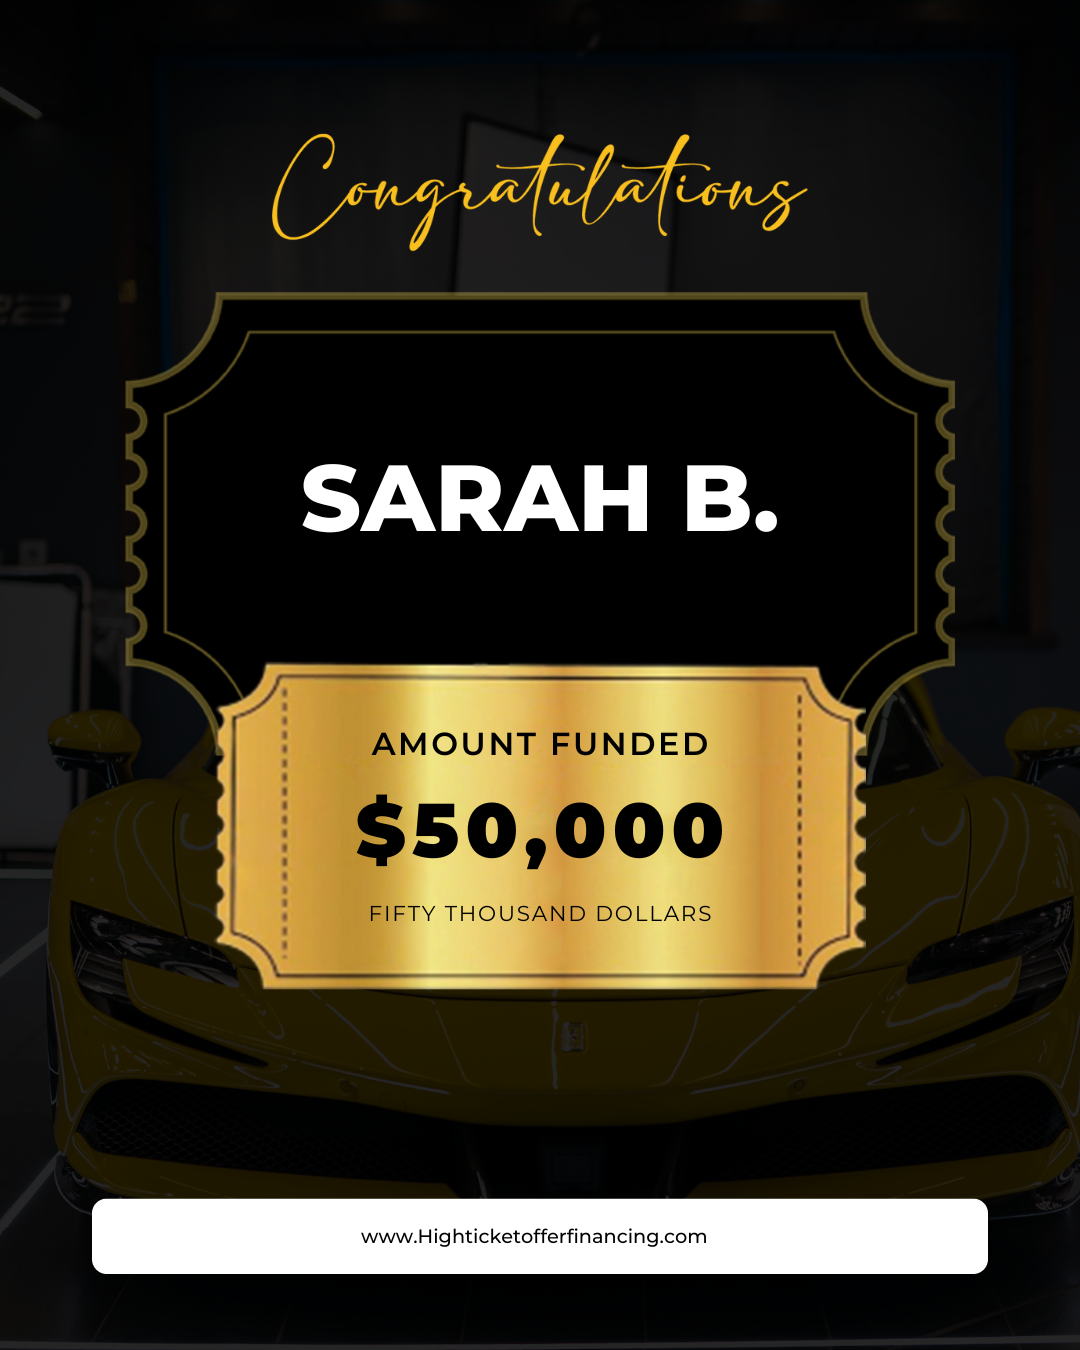 Congratulations
SARAH B.
AMOUNT FUNDED
$50,000
FIFTY THOUSAND DOLLARS
www.Highticketofferfinancing.com